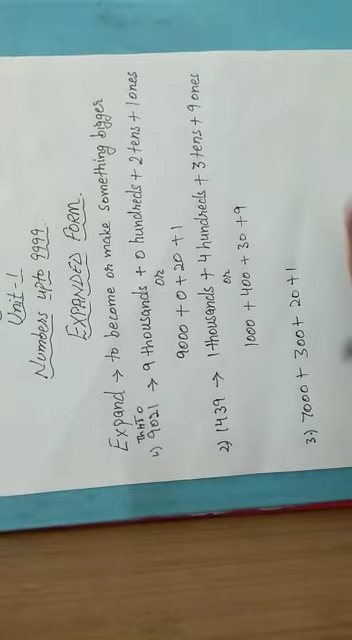 Unit-1
Numbers upto 9999.
EXPANDED FORM.
Expand → to become or make something bigger
Th H T O
1.) 9021 → 9 thousands + 0 hundreds + 2 tens + 1 ones
or
9000 + 0 + 20 + 1
2) 1439 → 1 thousands + 4 hundreds + 3 tens + 9 ones
or
1000 + 400 + 30 + 9
3.) 7000 + 300 + 20 + 1